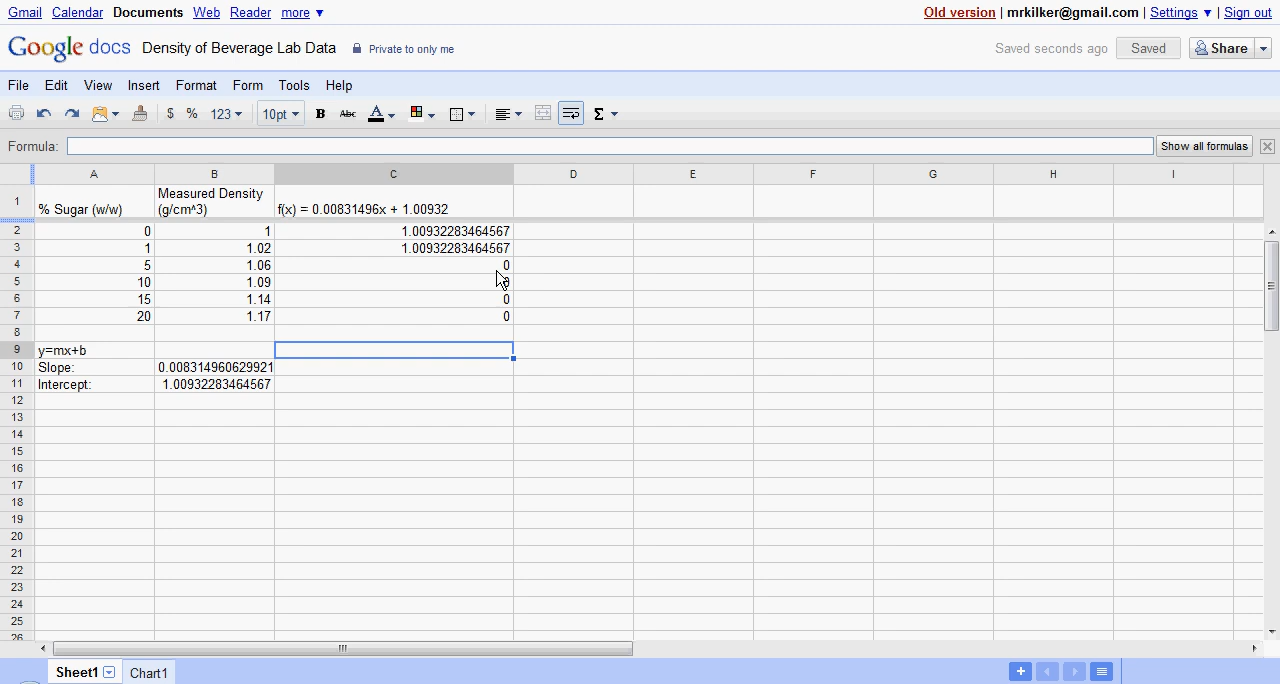 Gmail Calendar Documents Web Reader more ▼ Old version | mrkilker@gmail.com | Settings ▼ | Sign out
Google docs Density of Beverage Lab Data Private to only me Saved seconds ago Saved Share
File Edit View Insert Format Form Tools Help
$ % 123 10pt B Abc A Σ
Formula: Show all formulas
A B C D E F G H I
1 % Sugar (w/w) Measured Density (g/cm^3) f(x) = 0.00831496x + 1.00932
2 0 1 1.00932283464567
3 1 1.02 1.00932283464567
4 5 1.06 0
5 10 1.09
6 15 1.14 0
7 20 1.17 0
8
9 y=mx+b
10 Slope: 0.008314960629921
11 Intercept: 1.00932283464567
12
13
14
15
16
17
18
19
20
21
22
23
24
25
26
Sheet1 Chart1